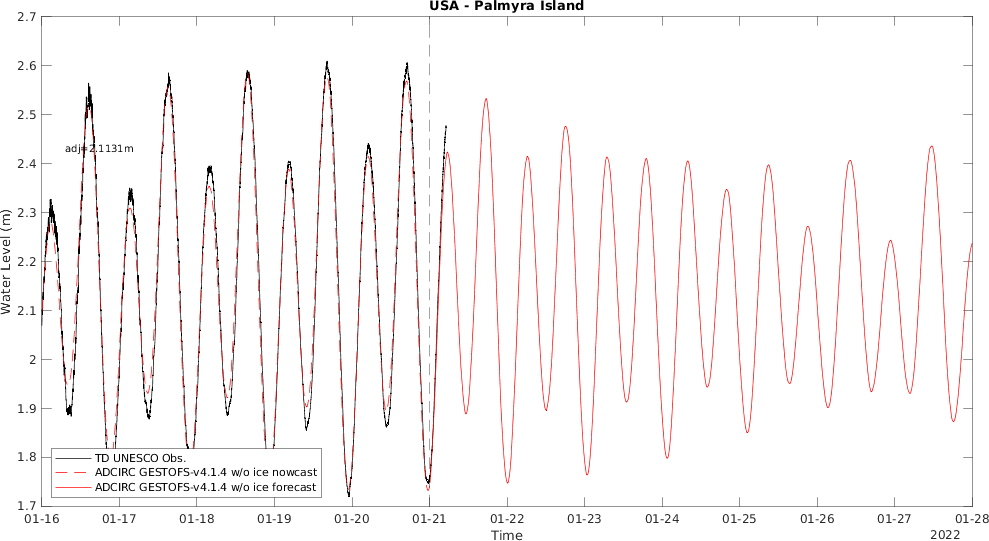 USA - Palmyra Island
2.7
2.6
2.5
2.4
2.3
2.2
2.1
2
1.9
1.8
1.7
Water Level (m)
adj=2.1131m
TD UNESCO Obs.
ADCIRC GESTOFS-v4.1.4 w/o ice nowcast
ADCIRC GESTOFS-v4.1.4 w/o ice forecast
01-16 01-17 01-18 01-19 01-20 01-21 01-22 01-23 01-24 01-25 01-26 01-27 01-28
Time
2022